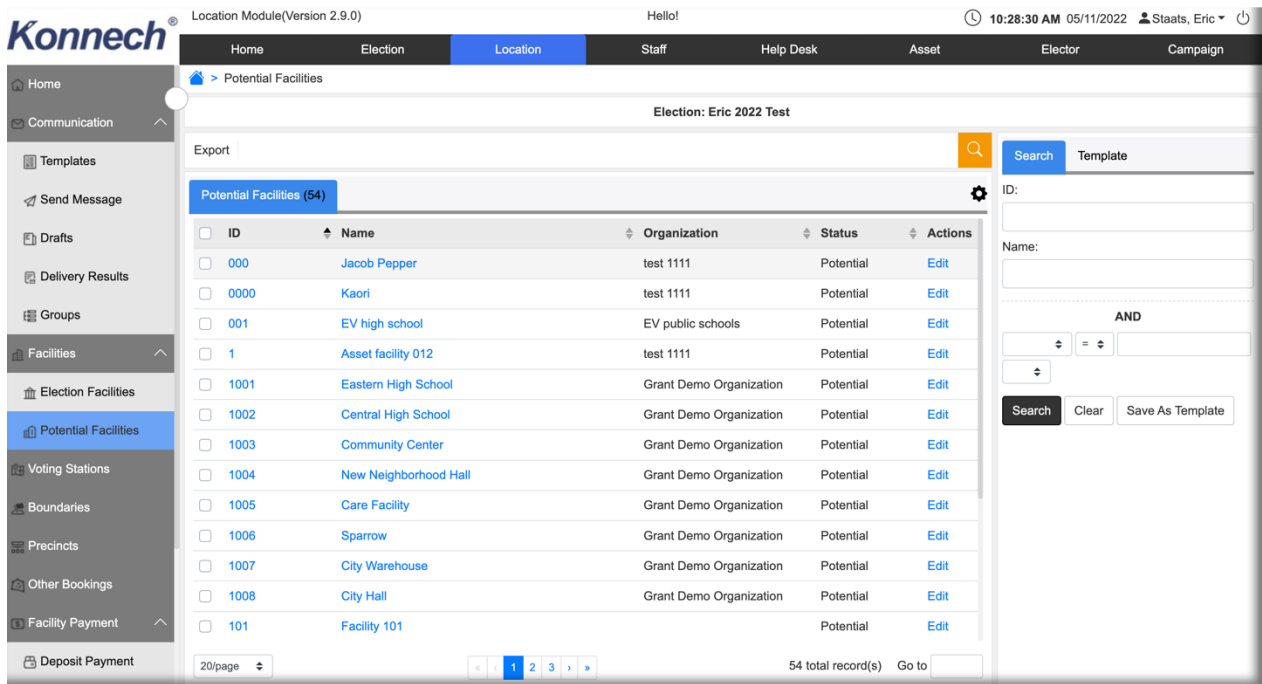 Konnech®
Location Module(Version 2.9.0) Hello! 10:28:30 AM 05/11/2022 Staats, Eric
Home Election Location Staff Help Desk Asset Elector Campaign
Home
Communication
Templates
Send Message
Drafts
Delivery Results
Groups
Facilities
Election Facilities
Potential Facilities
Voting Stations
Boundaries
Precincts
Other Bookings
Facility Payment
Deposit Payment
> Potential Facilities
Election: Eric 2022 Test
Export
Potential Facilities (54)
ID Name Organization Status Actions
000 Jacob Pepper test 1111 Potential Edit
0000 Kaori test 1111 Potential Edit
001 EV high school EV public schools Potential Edit
1 Asset facility 012 test 1111 Potential Edit
1001 Eastern High School Grant Demo Organization Potential Edit
1002 Central High School Grant Demo Organization Potential Edit
1003 Community Center Grant Demo Organization Potential Edit
1004 New Neighborhood Hall Grant Demo Organization Potential Edit
1005 Care Facility Grant Demo Organization Potential Edit
1006 Sparrow Grant Demo Organization Potential Edit
1007 City Warehouse Grant Demo Organization Potential Edit
1008 City Hall Grant Demo Organization Potential Edit
101 Facility 101 Potential Edit
20/page « ‹ 1 2 3 › » 54 total record(s) Go to
Search Template
ID:
Name:
AND
=
Search Clear Save As Template